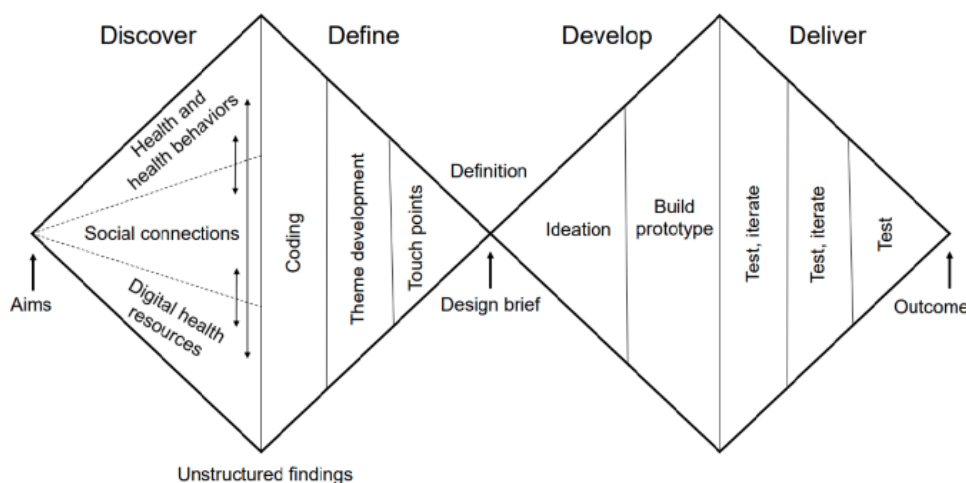 Discover
Define
Develop
Deliver
Health and
health behaviors
Social connections
Digital health
resources
Aims
Unstructured findings
Coding
Theme development
Touch points
Definition
Design brief
Ideation
Build
prototype
Test, iterate
Test, iterate
Test
Outcome